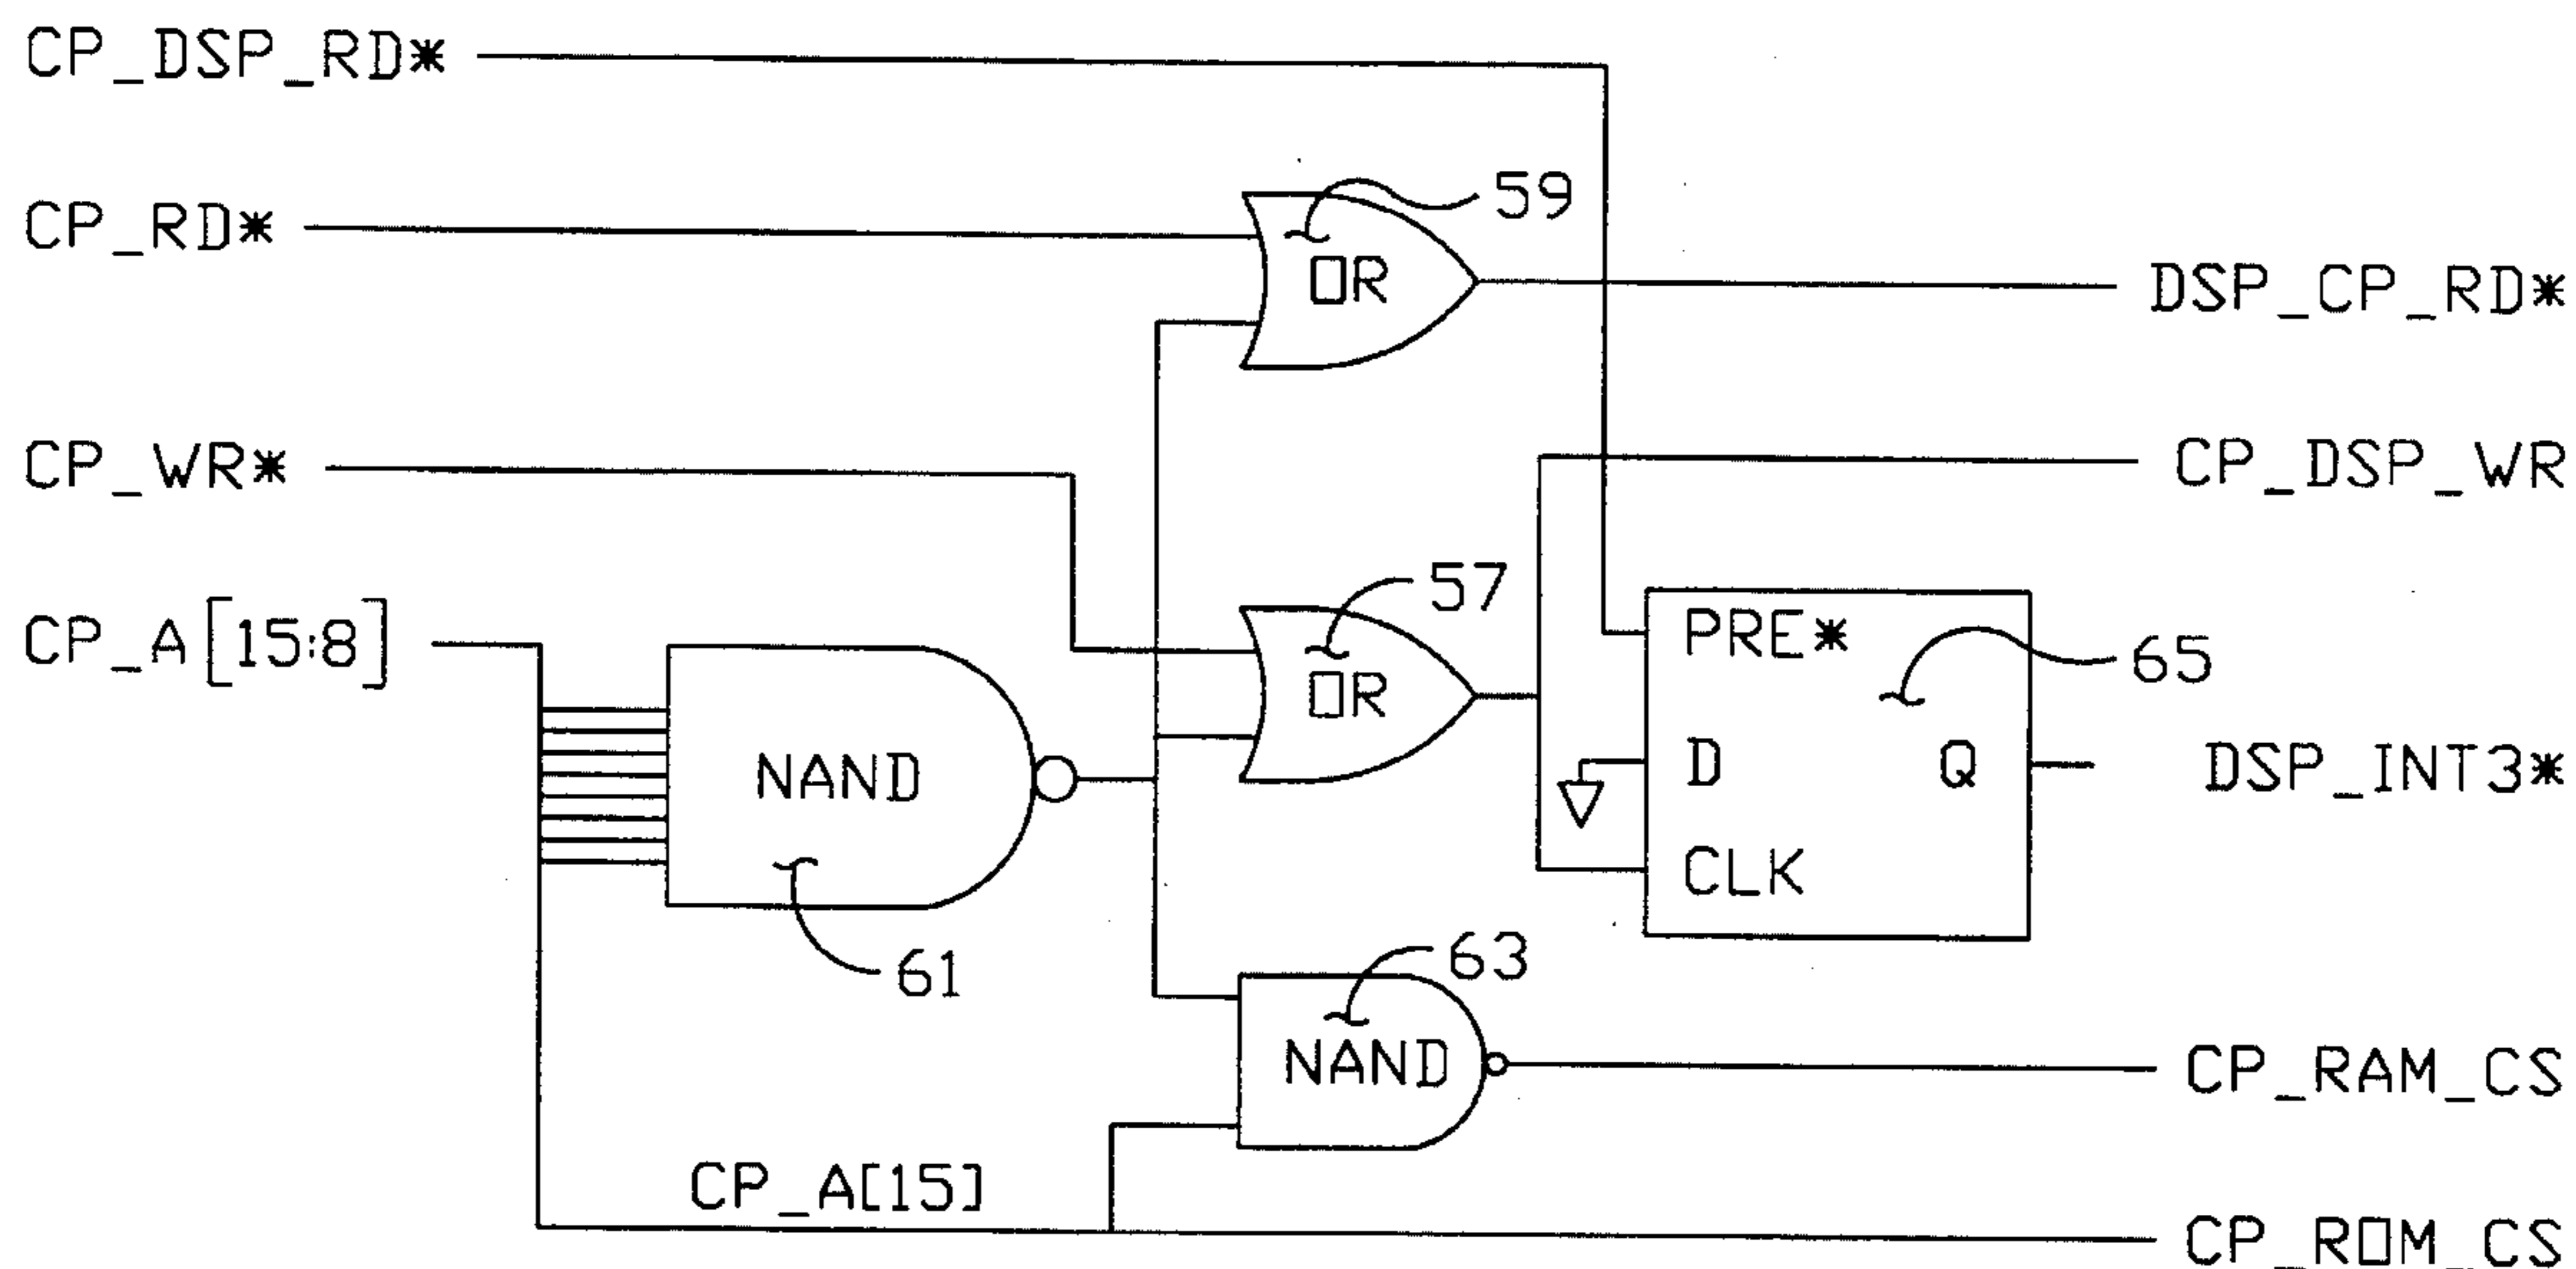 CP_DSP_RD*
59
CP_RD*
OR
DSP_CP_RD*
CP_WR*
CP_DSP_WR
57
CP_A[15:8]
PRE*
65
OR
NAND
D
Q
DSP_INT3*
CLK
61
63
NAND
CP_RAM_CS
CP_A[15]
CP_ROM_CS